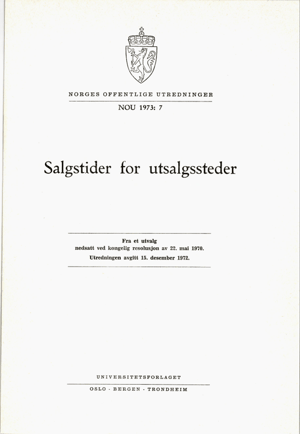 NORGES OFFENTLIGE UTREDNINGER
NOU 1973: 7
Salgstider for utsalgssteder
Fra et utvalg
nedsatt ved kongelig resolusjon av 22. mai 1970.
Utredningen avgitt 15. desember 1972.
UNIVERSITETSFORLAGET
OSLO - BERGEN - TRONDHEIM